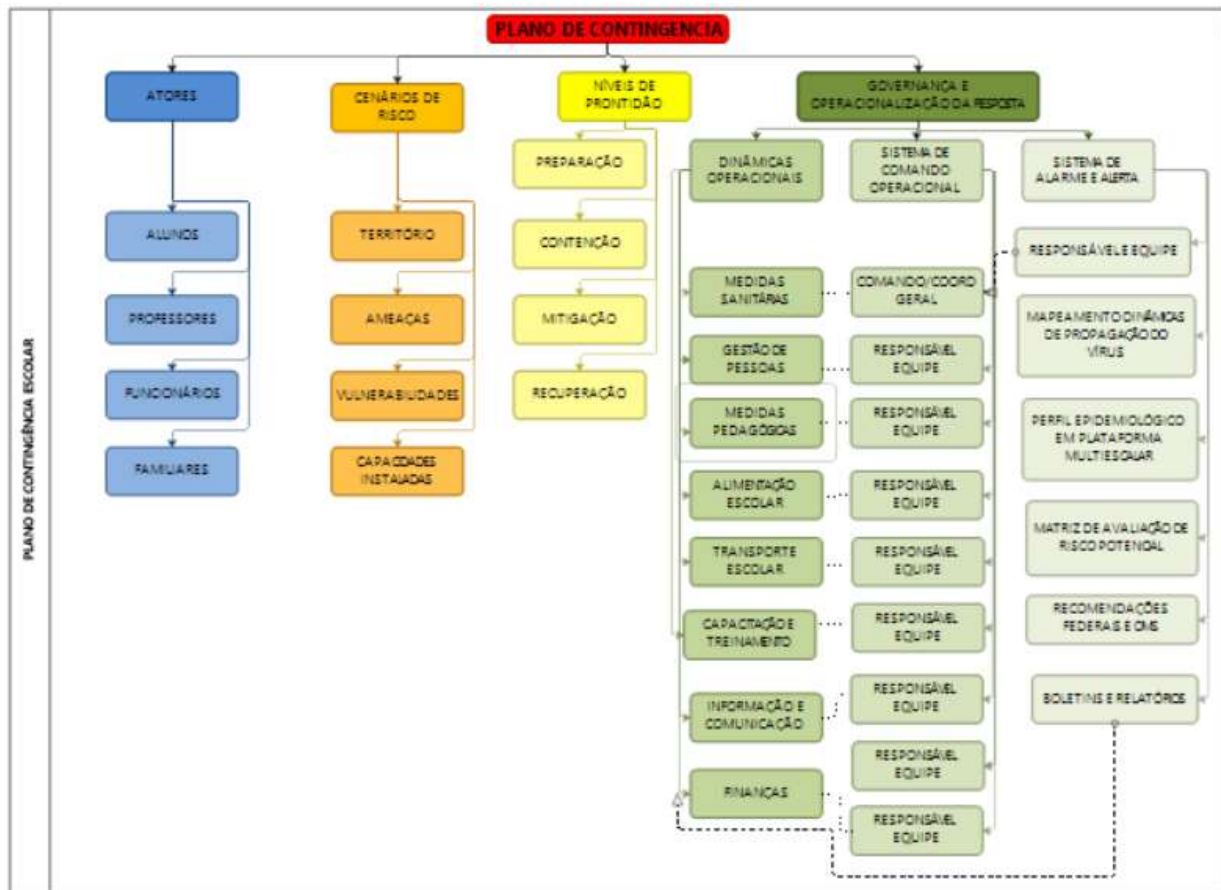 PLANO DE CONTINGENCIA
PLANO DE CONTINGÊNCIA ESCOLAR
ATORES
ALUNOS
PROFESSORES
FUNCIONÁRIOS
FAMILIARES
CENÁRIOS DE
RISCO
TERRITÓRIO
AMEAÇAS
VULNERABILIDADES
CAPACIDADES
INSTALADAS
NÍVEIS DE
PRONTIDÃO
PREPARAÇÃO
CONTENÇÃO
MITIGAÇÃO
RECUPERAÇÃO
GOVERNANÇA E
OPERACIONALIZAÇÃO DA RESPOSTA
DINÂMICAS
OPERACIONAIS
MEDIDAS
SANITÁRIAS
GESTÃO DE
PESSOAS
MEDIDAS
PEDAGÓGICAS
ALIMENTAÇÃO
ESCOLAR
TRANSPORTE
ESCOLAR
CAPACITAÇÃO E
TREINAMENTO
INFORMAÇÃO E
COMUNICAÇÃO
FINANÇAS
SISTEMA DE
COMANDO
OPERACIONAL
COMANDO/COORD
GERAL
RESPONSÁVEL
EQUIPE
RESPONSÁVEL
EQUIPE
RESPONSÁVEL
EQUIPE
RESPONSÁVEL
EQUIPE
RESPONSÁVEL
EQUIPE
RESPONSÁVEL
EQUIPE
RESPONSÁVEL
EQUIPE
RESPONSÁVEL
EQUIPE
SISTEMA DE
ALARME E ALERTA
RESPONSÁVEL E EQUIPE
MAPEAMENTO DINÂMICAS
DE PROPAGAÇÃO DO
VÍRUS
PERFIL EPIDEMIOLÓGICO
EM PLATAFORMA
MULTIESCALAR
MATRIZ DE AVALIAÇÃO DE
RISCO POTENCIAL
RECOMENDAÇÕES
FEDERAIS E OMS
BOLETINS E RELATÓRIOS